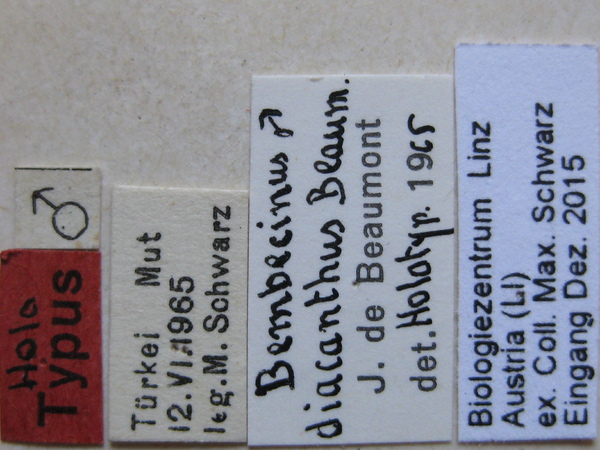 ♂
Holo
Typus
Türkei Mut
12.VI.1965
leg.M. Schwarz
Bembecinus ♂
diacanthus Beaum.
J. de Beaumont
det. Holotyp. 1965
Biologiezentrum Linz
Austria (LI)
ex. Coll. Max. Schwarz
Eingang Dez. 2015